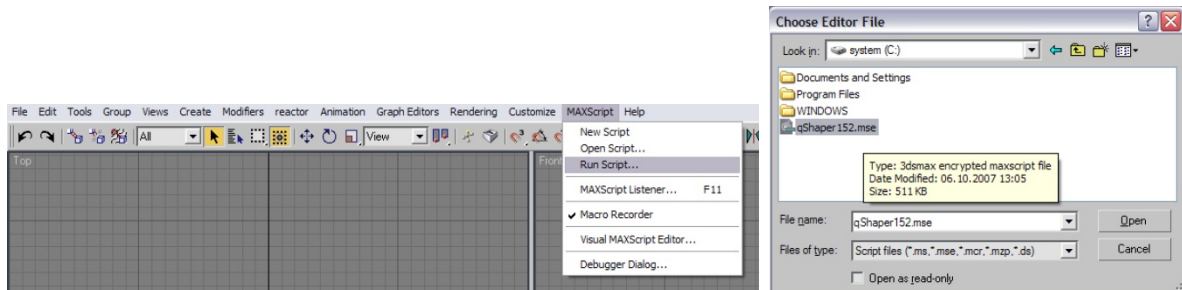 File Edit Tools Group Views Create Modifiers reactor Animation Graph Editors Rendering Customize MAXScript Help
All
View
Top
Front
New Script
Open Script...
Run Script...
MAXScript Listener... F11
Macro Recorder
Visual MAXScript Editor...
Debugger Dialog...
Choose Editor File
Look in: system (C:)
Documents and Settings
Program Files
WINDOWS
qShaper152.mse
Type: 3dsmax encrypted maxscript file
Date Modified: 06.10.2007 13:05
Size: 511 KB
File name: qShaper152.mse Open
Files of type: Script files (*.ms,*.mse,*.mcr,*.mzp,*.ds) Cancel
Open as read-only